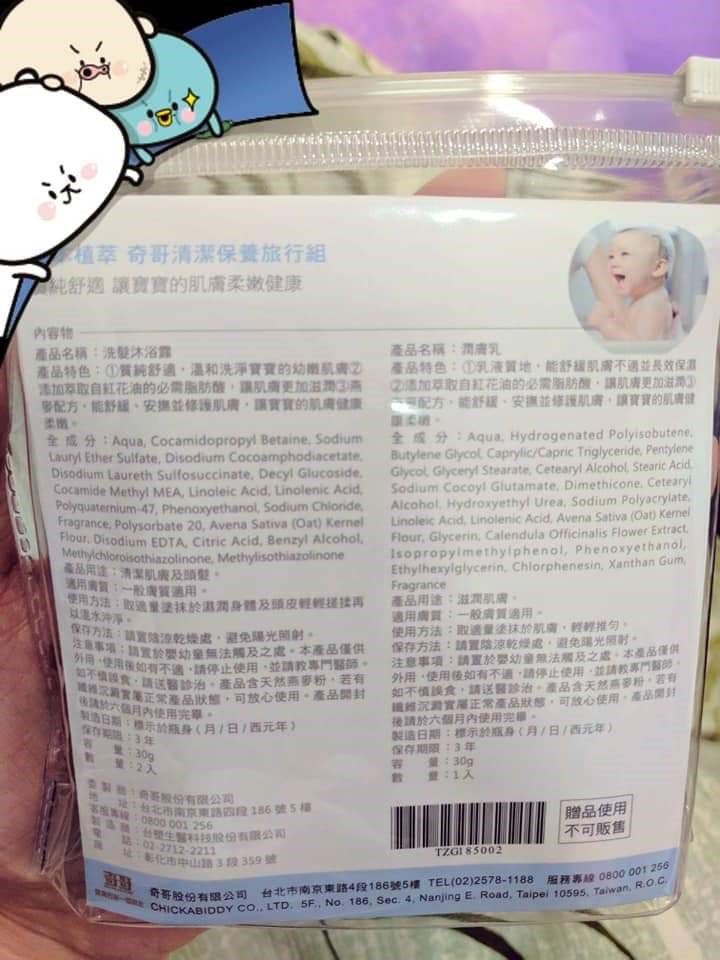 植萃 奇哥清潔保養旅行組
純舒適 讓寶寶的肌膚柔嫩健康
內容物
產品名稱：洗髮沐浴露
產品特色：①質純舒適，溫和洗淨寶寶的幼嫩肌膚②
添加萃取自紅花油的必需脂肪酸，讓肌膚更加滋潤③燕
麥配方，能舒緩、安撫並修護肌膚，讓寶寶的肌膚健康
柔嫩。
全 成 分：Aqua, Cocamidopropyl Betaine, Sodium
Lauryl Ether Sulfate, Disodium Cocoamphodiacetate,
Disodium Laureth Sulfosuccinate, Decyl Glucoside,
Cocamide Methyl MEA, Linoleic Acid, Linolenic Acid,
Polyquaternium-47, Phenoxyethanol, Sodium Chloride,
Fragrance, Polysorbate 20, Avena Sativa (Oat) Kernel
Flour, Disodium EDTA, Citric Acid, Benzyl Alcohol,
Methylchloroisothiazolinone, Methylisothiazolinone
產品用途：清潔肌膚及頭髮。
適用膚質：一般膚質適用。
使用方法：取適量塗抹於濕潤身體及頭皮輕輕搓揉再
以溫水沖淨。
保存方法：請置陰涼乾燥處，避免陽光照射。
注意事項：請置於嬰幼童無法觸及之處。本產品僅供
外用，使用後如有不適，請停止使用，並請教專門醫師。
如不慎誤食，請送醫診治。產品含天然燕麥粉，若有
纖維沉澱實屬正常產品狀態，可放心使用。產品開封
後請於六個月內使用完畢。
製造日期：標示於瓶身（月/日/西元年）
保存期限：3年
容 量：30g
數 量：2入
委 製 商：奇哥股份有限公司
地 址：台北市南京東路四段186號5樓
客服專線：0800 001 256
製 造 商：台塑生醫科技股份有限公司
電 話：02-2712-2211
地 址：彰化市中山路3段359號
產品名稱：潤膚乳
產品特色：①乳液質地，能舒緩肌膚不適並長效保濕
②添加萃取自紅花油的必需脂肪酸，讓肌膚更加滋潤③
燕麥配方，能舒緩、安撫並修護肌膚，讓寶寶的肌膚健
康柔嫩。
全 成 分：Aqua, Hydrogenated Polyisobutene,
Butylene Glycol, Caprylic/Capric Triglyceride, Pentylene
Glycol, Glyceryl Stearate, Cetearyl Alcohol, Stearic Acid,
Sodium Cocoyl Glutamate, Dimethicone, Cetearyl
Alcohol, Hydroxyethyl Urea, Sodium Polyacrylate,
Linoleic Acid, Linolenic Acid, Avena Sativa (Oat) Kernel
Flour, Glycerin, Calendula Officinalis Flower Extract,
Isopropylmethylphenol, Phenoxyethanol,
Ethylhexylglycerin, Chlorphenesin, Xanthan Gum,
Fragrance
產品用途：滋潤肌膚。
適用膚質：一般膚質適用。
使用方法：取適量塗抹於肌膚，輕輕推勻。
保存方法：請置陰涼乾燥處，避免陽光照射。
注意事項：請置於嬰幼童無法觸及之處。本產品僅供
外用，使用後如有不適，請停止使用，並請教專門醫師。
如不慎誤食，請送醫診治。產品含天然燕麥粉，若有
纖維沉澱實屬正常產品狀態，可放心使用。產品開封
後請於六個月內使用完畢。
製造日期：標示於瓶身（月/日/西元年）
保存期限：3年
容 量：30g
數 量：1入
TZG185002
贈品使用
不可販售
奇哥股份有限公司 台北市南京東路4段186號5樓 TEL(02)2578-1188 服務專線 0800 001 256
CHICKABIDDY CO., LTD. 5F., No. 186, Sec. 4, Nanjing E. Road, Taipei 10595, Taiwan, R.O.C.